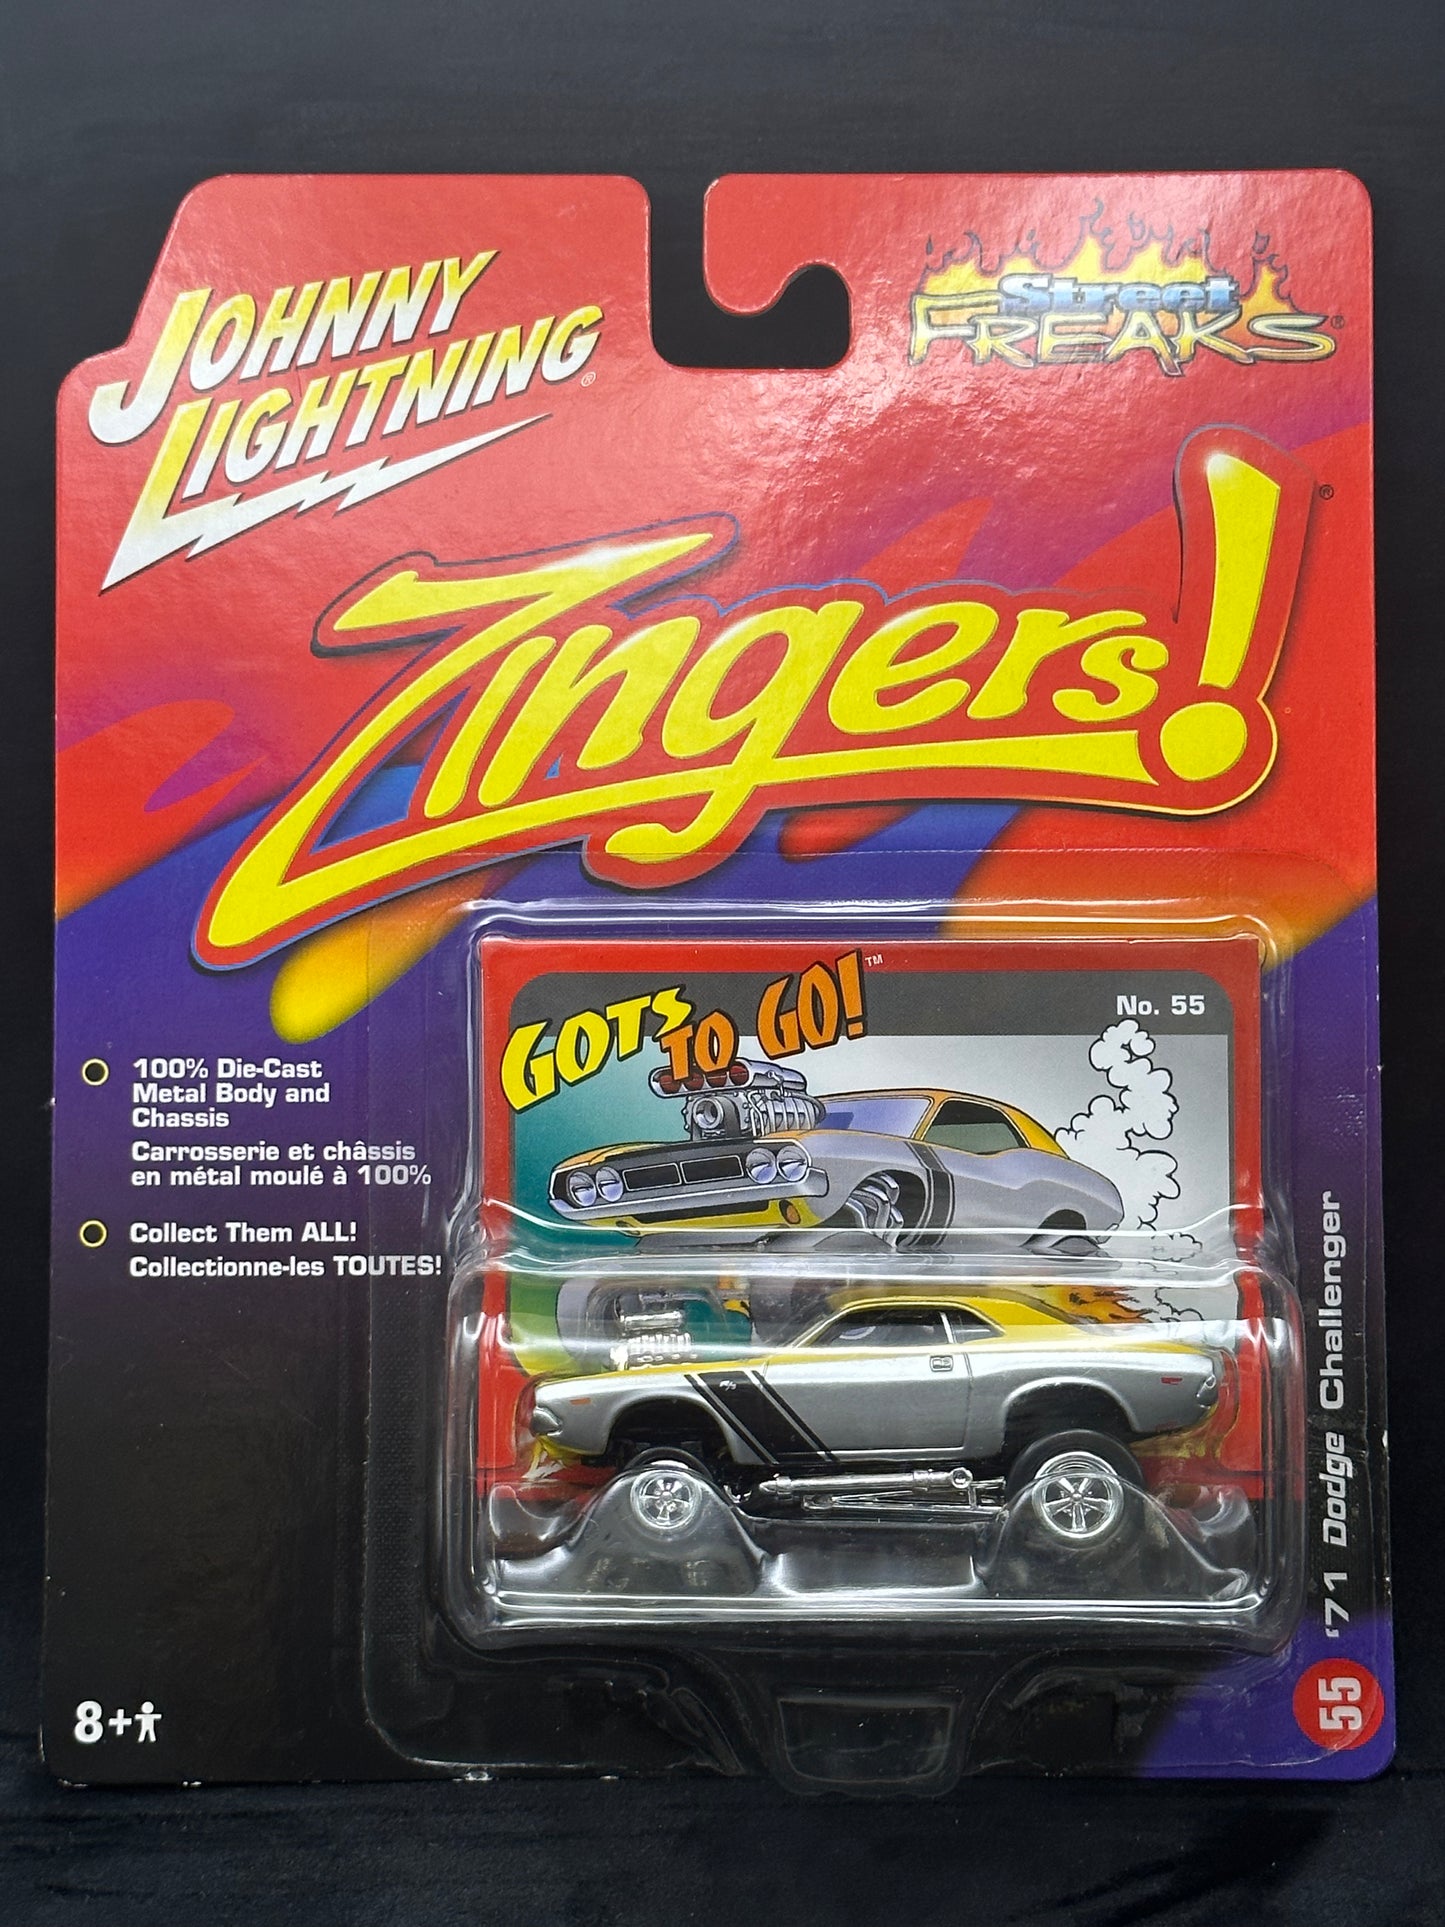 JOHNNY
LIGHTNING®
Street
FREAKS®
Zingers!®
GOTS
TO GO!™
No. 55
100% Die-Cast
Metal Body and
Chassis
Carrosserie et châssis
en métal moulé à 100%
Collect Them ALL!
Collectionne-les TOUTES!
R/T
'71 Dodge Challenger
55
8+